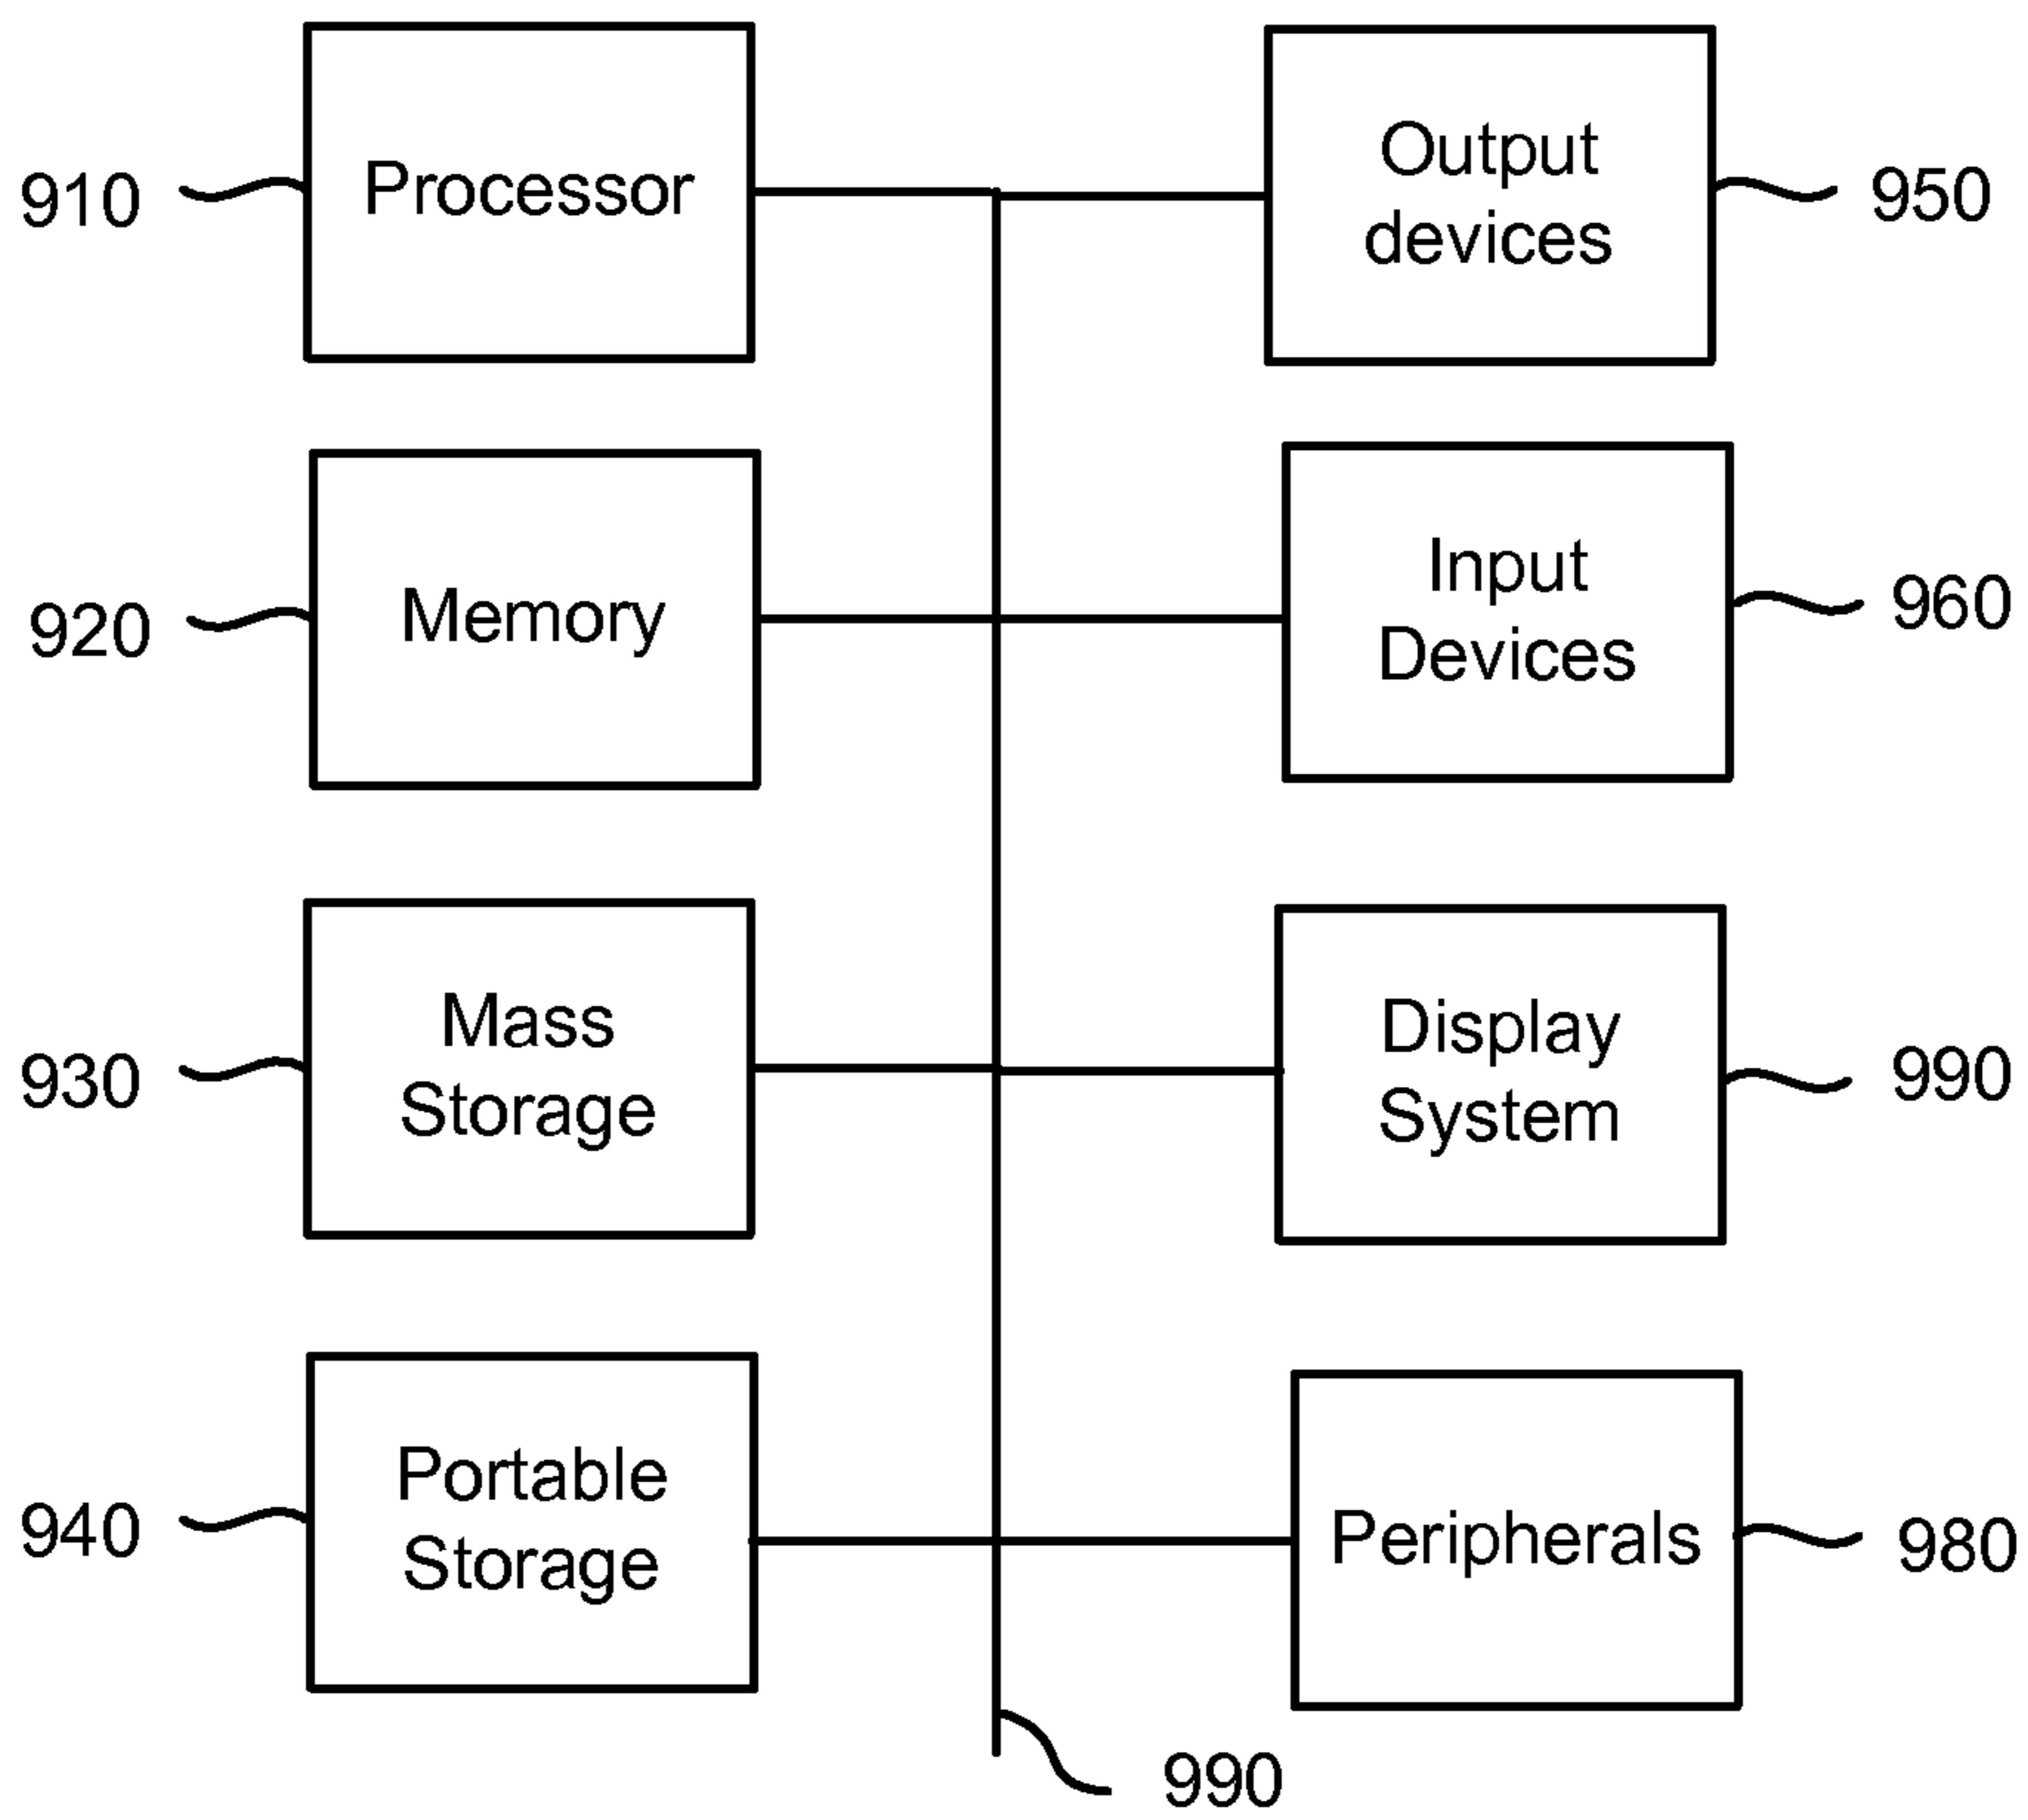 910
Processor
Output
devices
950
920
Memory
Input
Devices
960
930
Mass
Storage
Display
System
990
940
Portable
Storage
Peripherals
980
990